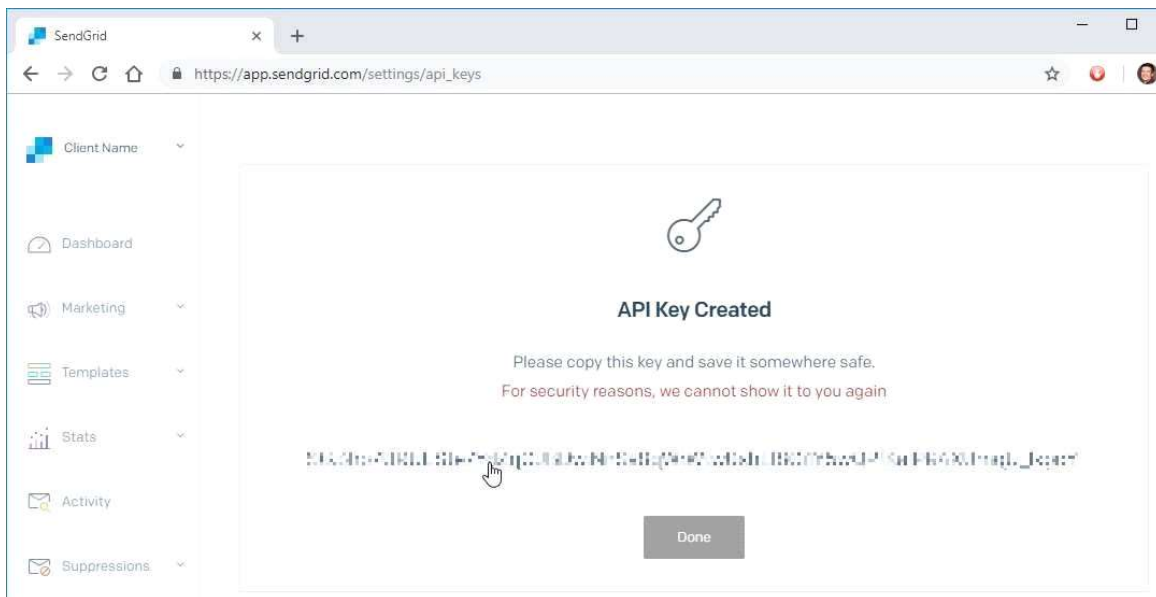 SendGrid
https://app.sendgrid.com/settings/api_keys
Client Name
Dashboard
Marketing
Templates
Stats
Activity
Suppressions
API Key Created
Please copy this key and save it somewhere safe.
For security reasons, we cannot show it to you again
Done